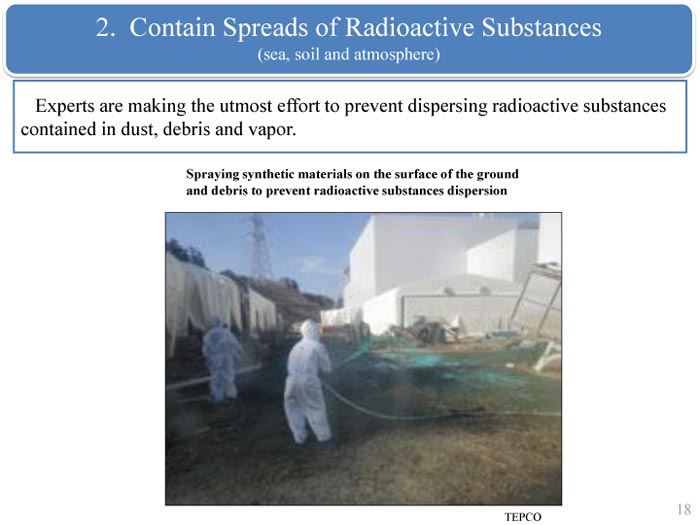 2. Contain Spreads of Radioactive Substances
(sea, soil and atmosphere)
Experts are making the utmost effort to prevent dispersing radioactive substances
contained in dust, debris and vapor.
Spraying synthetic materials on the surface of the ground
and debris to prevent radioactive substances dispersion
TEPCO
18